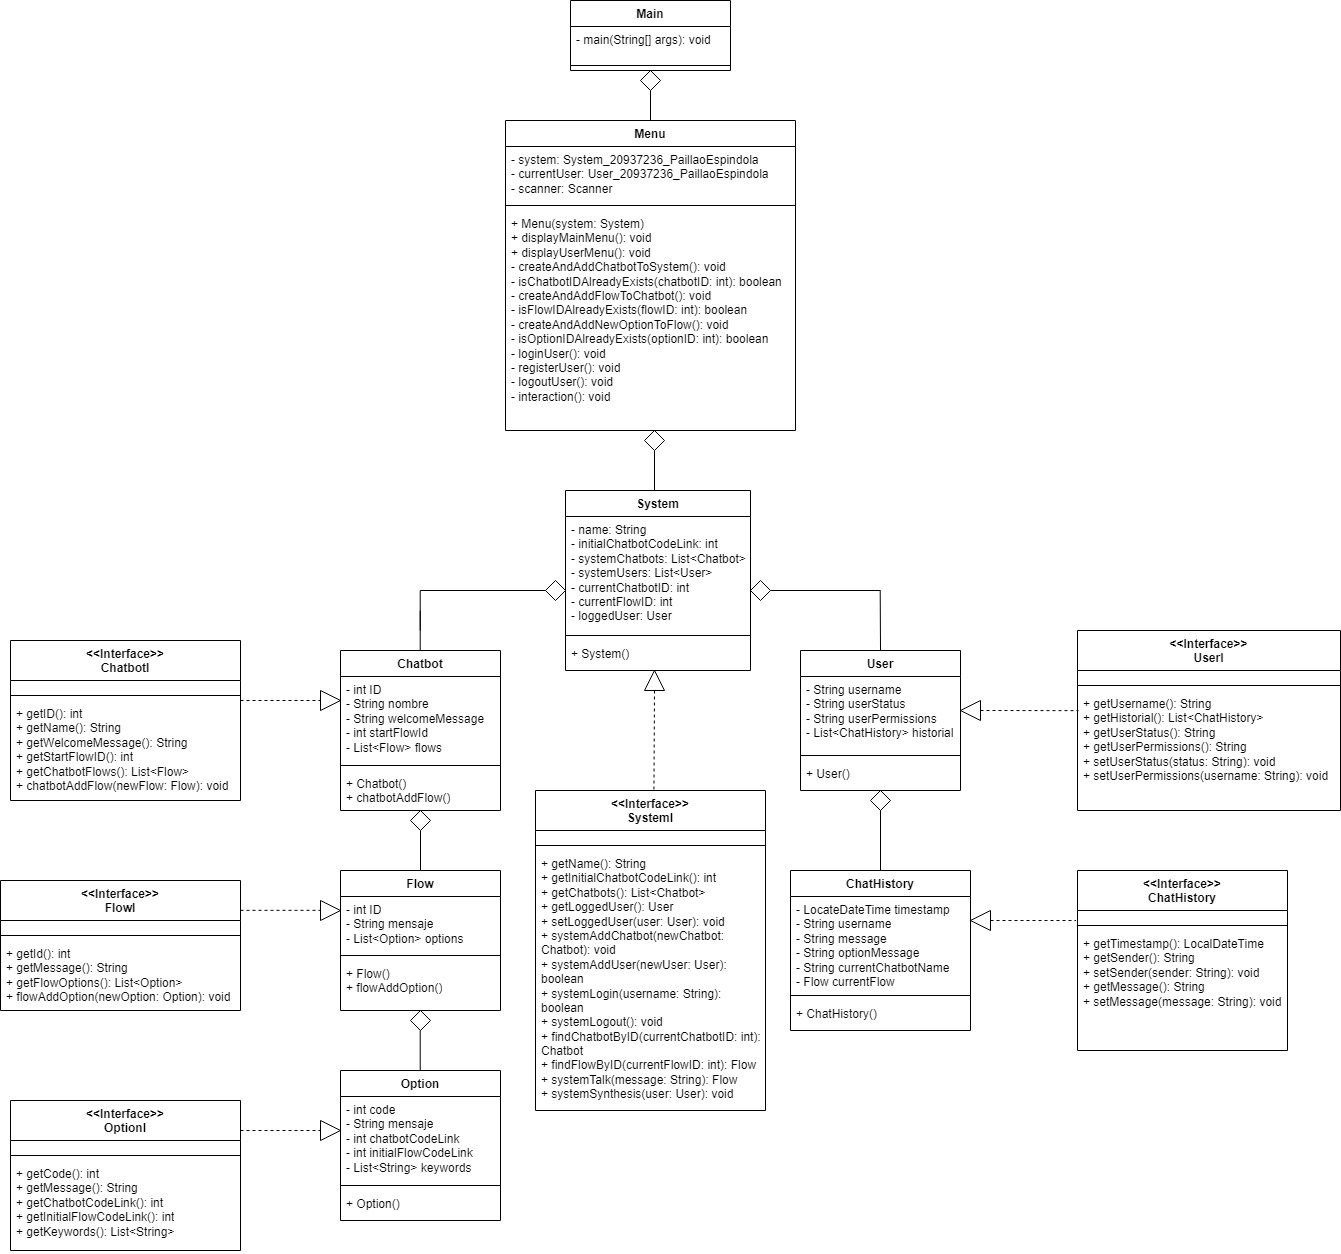 Main
- main(String[] args): void
Menu
- system: System_20937236_PaillaoEspindola
- currentUser: User_20937236_PaillaoEspindola
- scanner: Scanner
+ Menu(system: System)
+ displayMainMenu(): void
+ displayUserMenu(): void
- createAndAddChatbotToSystem(): void
- isChatbotIDAlreadyExists(chatbotID: int): boolean
- createAndAddFlowToChatbot(): void
- isFlowIDAlreadyExists(flowID: int): boolean
- createAndAddNewOptionToFlow(): void
- isOptionIDAlreadyExists(optionID: int): boolean
- loginUser(): void
- registerUser(): void
- logoutUser(): void
- interaction(): void
System
- name: String
- initialChatbotCodeLink: int
- systemChatbots: List<Chatbot>
- systemUsers: List<User>
- currentChatbotID: int
- currentFlowID: int
- loggedUser: User
+ System()
<<Interface>>
ChatbotI
+ getID(): int
+ getName(): String
+ getWelcomeMessage(): String
+ getStartFlowID(): int
+ getChatbotFlows(): List<Flow>
+ chatbotAddFlow(newFlow: Flow): void
Chatbot
- int ID
- String nombre
- String welcomeMessage
- int startFlowId
- List<Flow> flows
+ Chatbot()
+ chatbotAddFlow()
User
- String username
- String userStatus
- String userPermissions
- List<ChatHistory> historial
+ User()
<<Interface>>
UserI
+ getUsername(): String
+ getHistorial(): List<ChatHistory>
+ getUserStatus(): String
+ getUserPermissions(): String
+ setUserStatus(status: String): void
+ setUserPermissions(username: String): void
<<Interface>>
SystemI
+ getName(): String
+ getInitialChatbotCodeLink(): int
+ getChatbots(): List<Chatbot>
+ getLoggedUser(): User
+ setLoggedUser(user: User): void
+ systemAddChatbot(newChatbot:
Chatbot): void
+ systemAddUser(newUser: User):
boolean
+ systemLogin(username: String):
boolean
+ systemLogout(): void
+ findChatbotByID(currentChatbotID: int):
Chatbot
+ findFlowByID(currentFlowID: int): Flow
+ systemTalk(message: String): Flow
+ systemSynthesis(user: User): void
<<Interface>>
FlowI
+ getId(): int
+ getMessage(): String
+ getFlowOptions(): List<Option>
+ flowAddOption(newOption: Option): void
Flow
- int ID
- String mensaje
- List<Option> options
+ Flow()
+ flowAddOption()
ChatHistory
- LocateDateTime timestamp
- String username
- String message
- String optionMessage
- String currentChatbotName
- Flow currentFlow
+ ChatHistory()
<<Interface>>
ChatHistory
+ getTimestamp(): LocalDateTime
+ getSender(): String
+ setSender(sender: String): void
+ getMessage(): String
+ setMessage(message: String): void
<<Interface>>
OptionI
+ getCode(): int
+ getMessage(): String
+ getChatbotCodeLink(): int
+ getInitialFlowCodeLink(): int
+ getKeywords(): List<String>
Option
- int code
- String mensaje
- int chatbotCodeLink
- int initialFlowCodeLink
- List<String> keywords
+ Option()